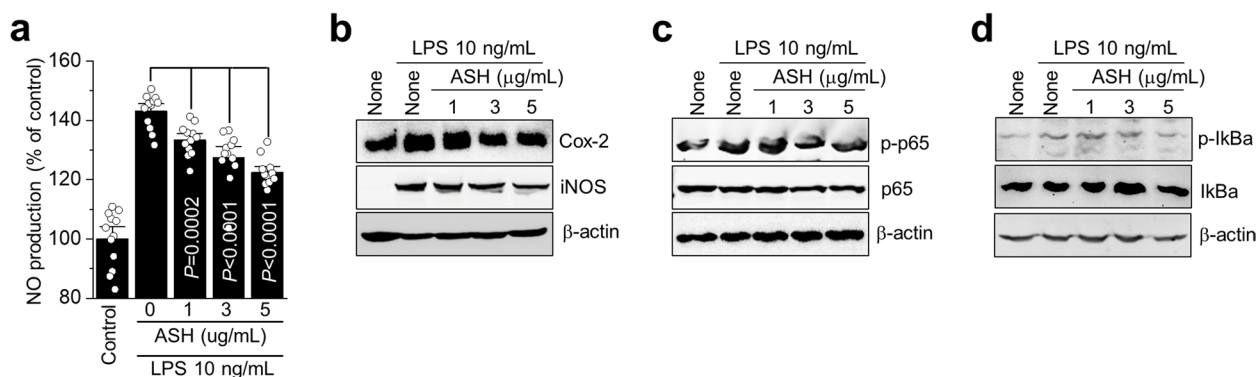 a
NO production (% of control)
160
140
120
100
80
P=0.0002
P<0.0001
P<0.0001
Control
0 1 3 5
ASH (ug/mL)
LPS 10 ng/mL
b
LPS 10 ng/mL
ASH (μg/mL)
None None 1 3 5
Cox-2
iNOS
β-actin
c
LPS 10 ng/mL
ASH (μg/mL)
None None 1 3 5
p-p65
p65
β-actin
d
LPS 10 ng/mL
ASH (μg/mL)
None None 1 3 5
p-IkBa
IkBa
β-actin